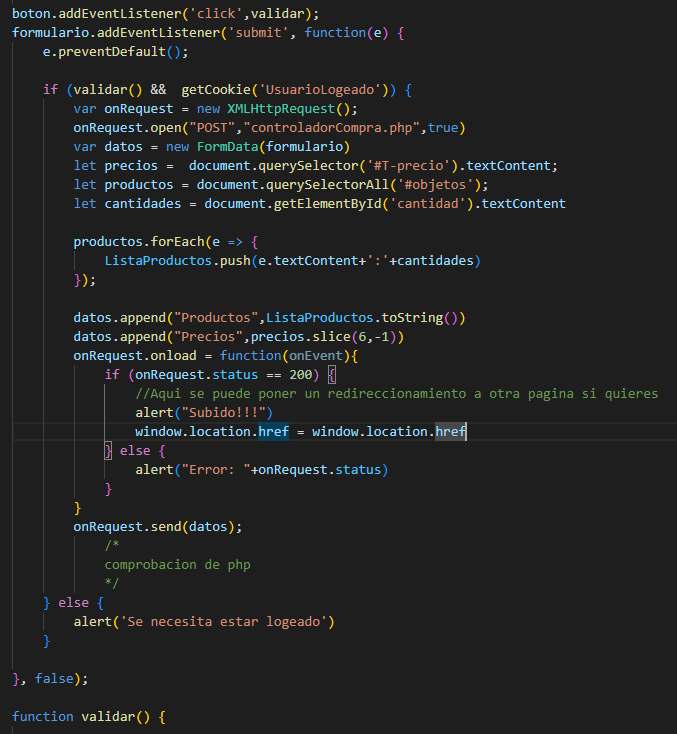 boton.addEventListener('click',validar);
formulario.addEventListener('submit', function(e) {
    e.preventDefault();

    if (validar() &&  getCookie('UsuarioLogeado')) {
        var onRequest = new XMLHttpRequest();
        onRequest.open("POST","controladorCompra.php",true)
        var datos = new FormData(formulario)
        let precios =  document.querySelector('#T-precio').textContent;
        let productos = document.querySelectorAll('#objetos');
        let cantidades = document.getElementById('cantidad').textContent

        productos.forEach(e => {
            ListaProductos.push(e.textContent+':'+cantidades)
        });

        datos.append("Productos",ListaProductos.toString())
        datos.append("Precios",precios.slice(6,-1))
        onRequest.onload = function(onEvent){
            if (onRequest.status == 200) {
                //Aqui se puede poner un redireccionamiento a otra pagina si quieres
                alert("Subido!!!")
                window.location.href = window.location.href
            } else {
                alert("Error: "+onRequest.status)
            }
        }
        onRequest.send(datos);
            /*
            comprobacion de php
            */
    } else {
        alert('Se necesita estar logeado')
    }

}, false);

function validar() {